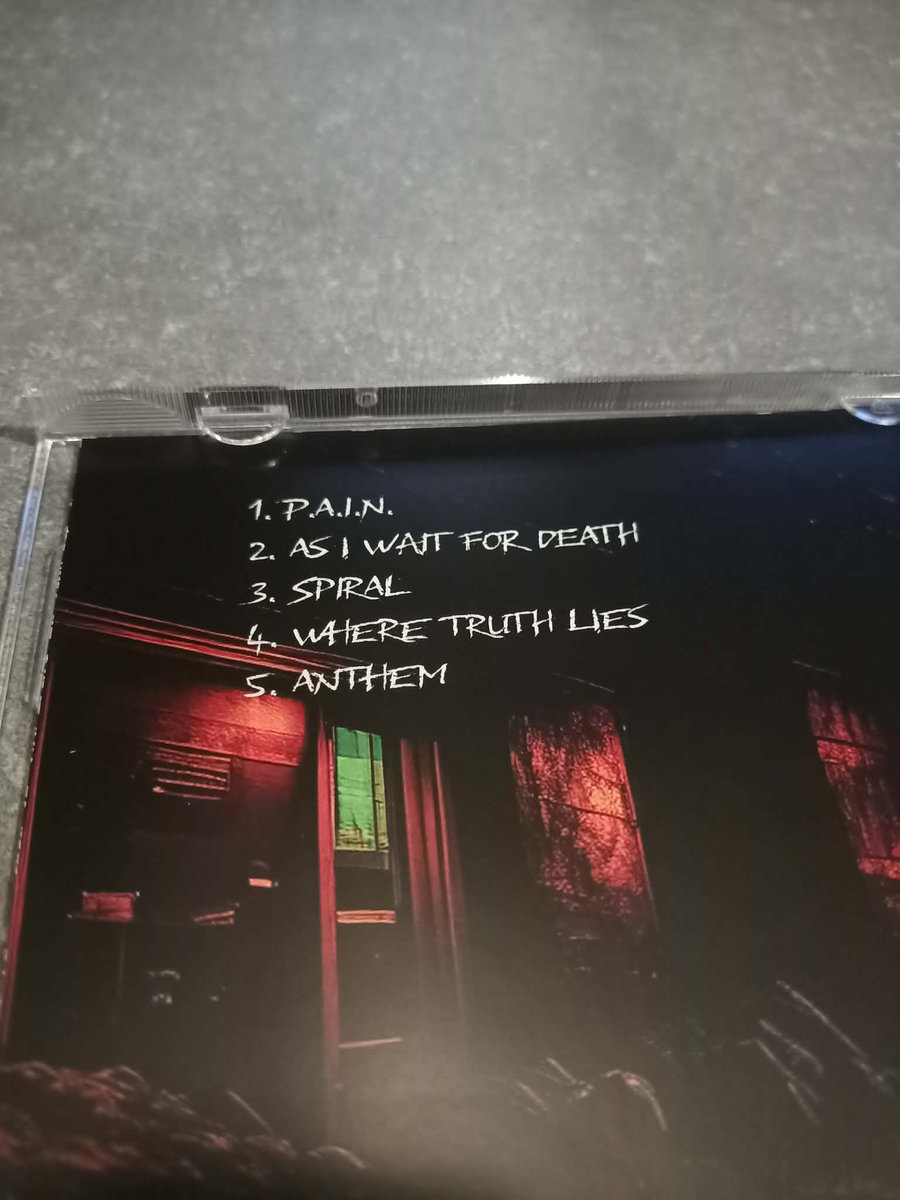 1. P.A.I.N.
2. AS I WAIT FOR DEATH
3. SPIRAL
4. WHERE TRUTH LIES
5. ANTHEM